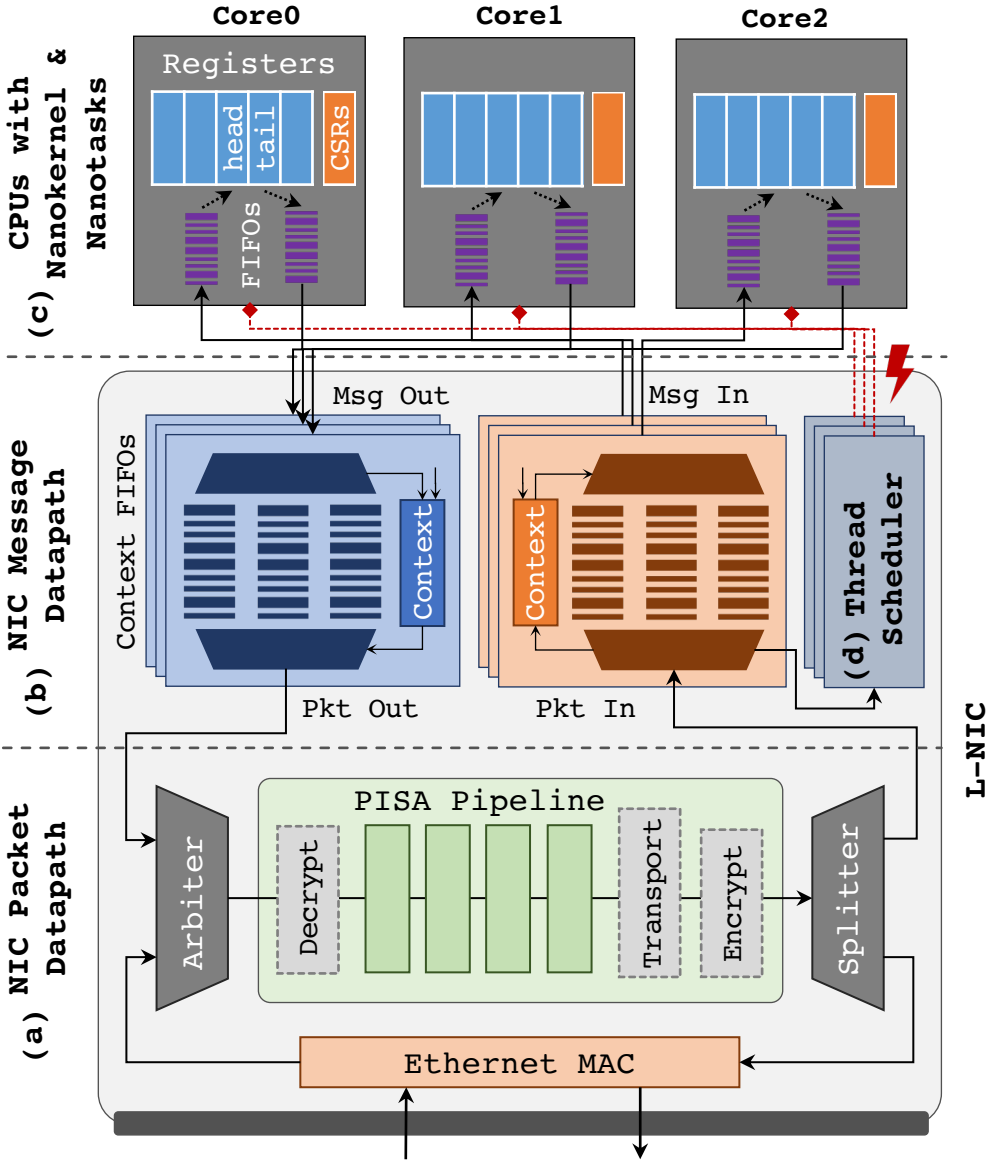 Core0
Core1
Core2
(c) CPUs with
Nanokernel &
Nanotasks
Registers
head
tail
CSRs
FIFOs
(b) NIC Message
Datapath
Msg Out
Msg In
Context FIFOs
Context
Context
(d) Thread
Scheduler
Pkt Out
Pkt In
L-NIC
(a) NIC Packet
Datapath
PISA Pipeline
Arbiter
Decrypt
Transport
Encrypt
Splitter
Ethernet MAC